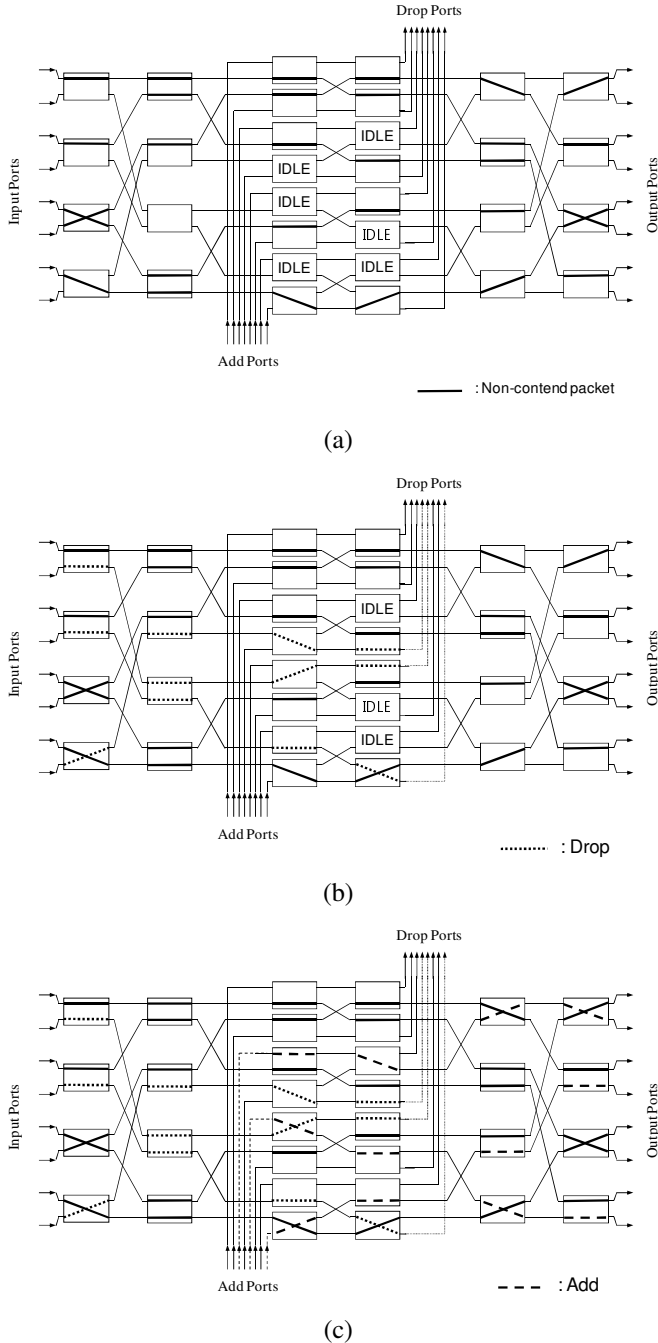 Drop Ports
IDLE
IDLE
IDLE
IDLE
IDLE
IDLE
Input Ports
Output Ports
Add Ports
: Non-contend packet
(a)
Drop Ports
IDLE
IDLE
IDLE
Input Ports
Output Ports
Add Ports
: Drop
(b)
Drop Ports
Input Ports
Output Ports
Add Ports
: Add
(c)